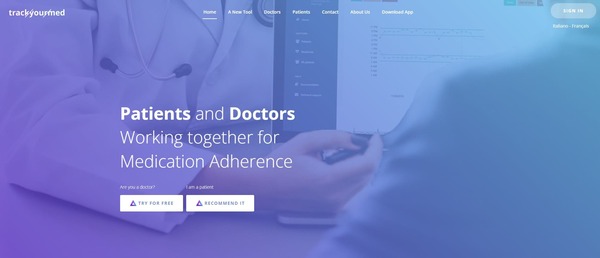 trackyourmed
Home
A New Tool
Doctors
Patients
Contact
About Us
Download App
SIGN IN
Italiano - Français
Patients and Doctors
Working together for
Medication Adherence
Are you a doctor?
I am a patient
TRY FOR FREE
RECOMMEND IT